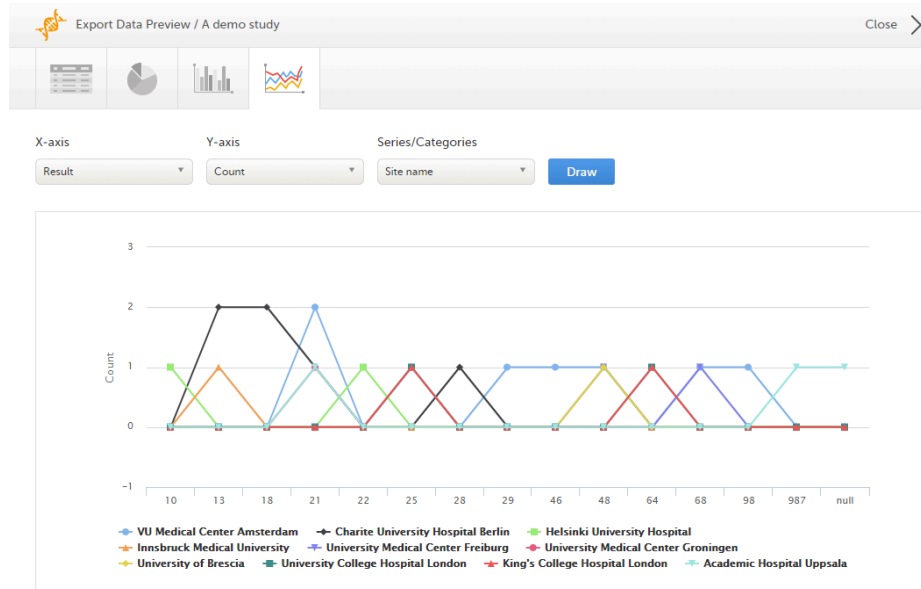 Export Data Preview / A demo study
Close
X-axis
Y-axis
Series/Categories
Result
Count
Site name
Draw
3
2
1
0
-1
Count
10 13 18 21 22 25 28 29 46 48 64 68 98 987 null
VU Medical Center Amsterdam Charite University Hospital Berlin Helsinki University Hospital
Innsbruck Medical University University Medical Center Freiburg University Medical Center Groningen
University of Brescia University College Hospital London King's College Hospital London Academic Hospital Uppsala